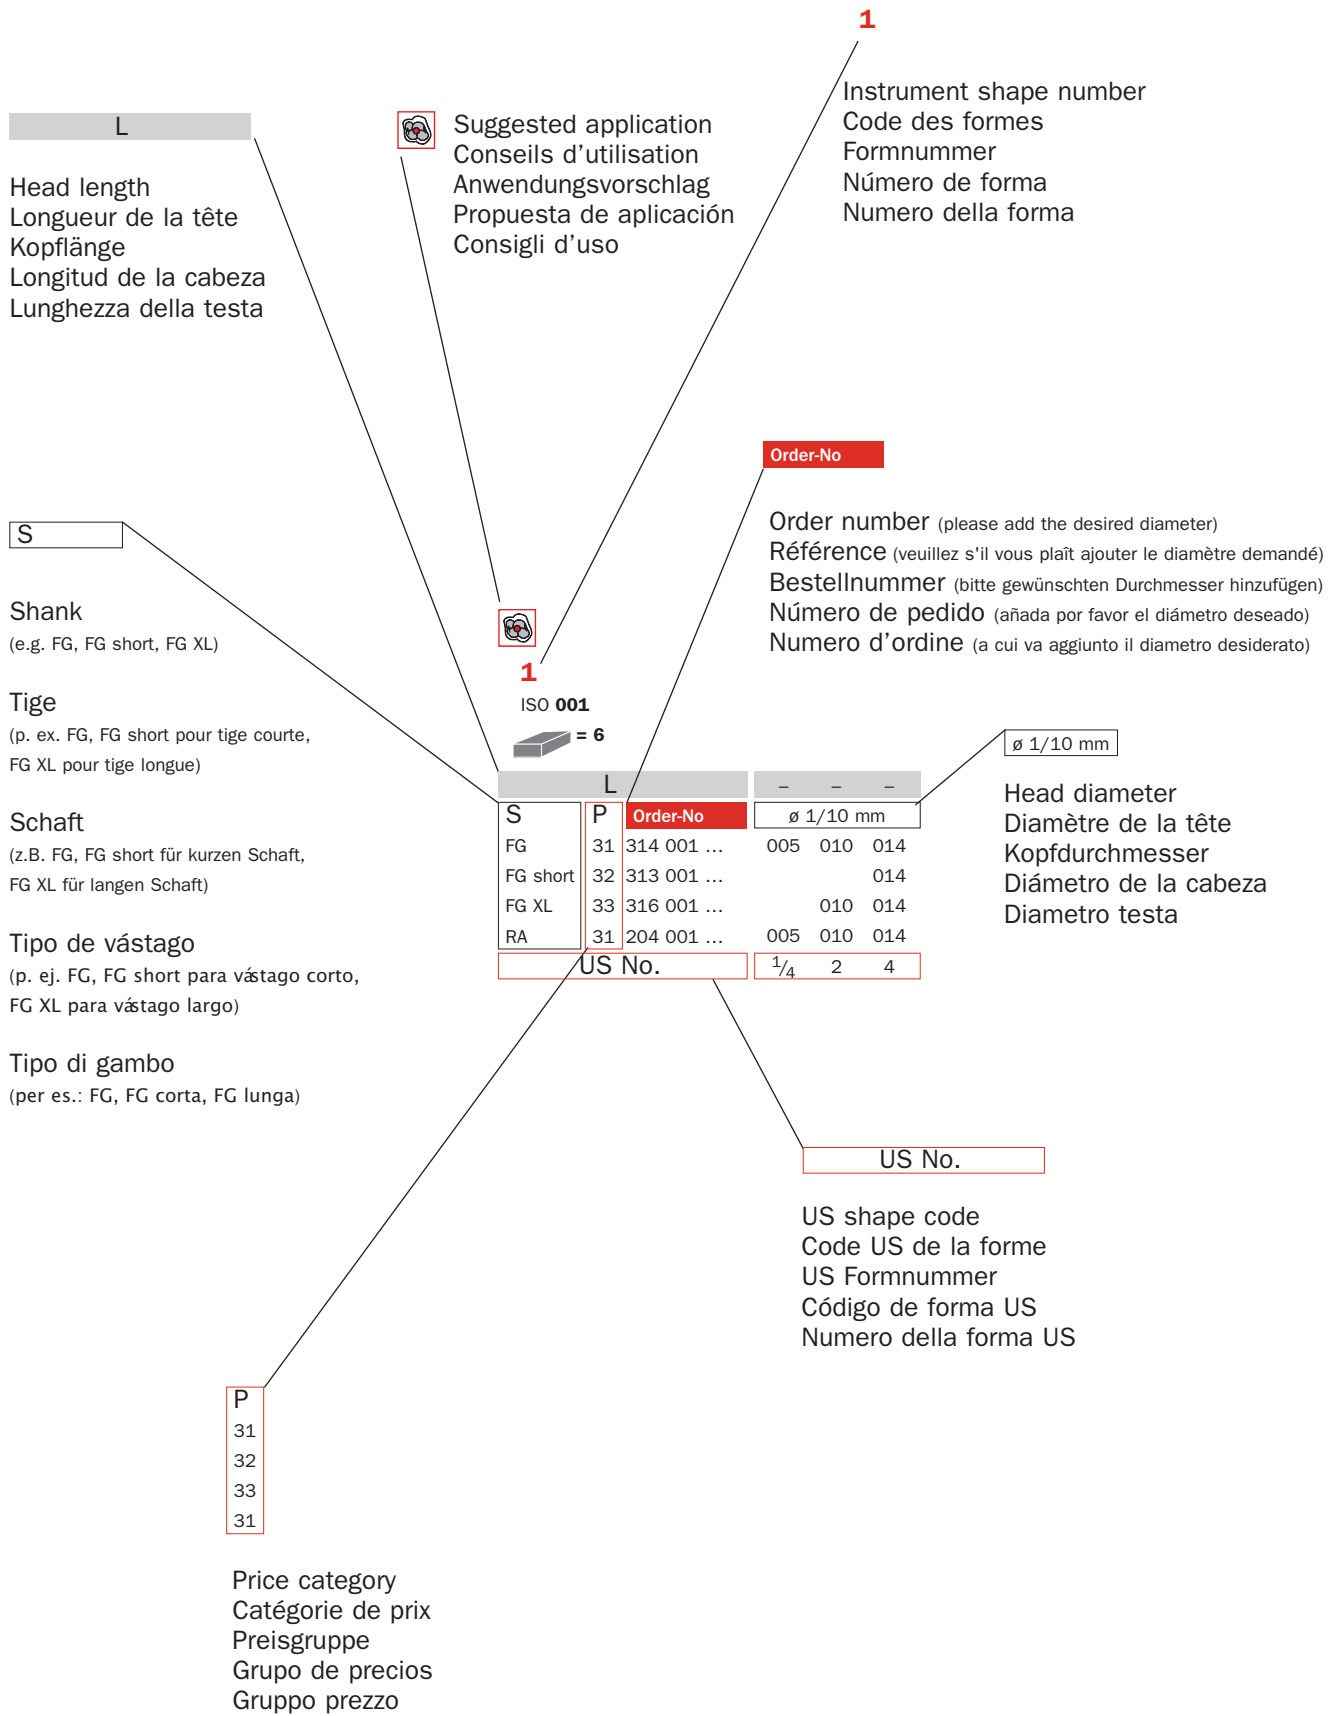 1
Instrument shape number
Code des formes
Formnummer
Número de forma
Numero della forma
L
Head length
Longueur de la tête
Kopflänge
Longitud de la cabeza
Lunghezza della testa
Suggested application
Conseils d'utilisation
Anwendungsvorschlag
Propuesta de aplicación
Consigli d'uso
Order-No
Order number (please add the desired diameter)
Référence (veuillez s'il vous plaît ajouter le diamètre demandé)
Bestellnummer (bitte gewünschten Durchmesser hinzufügen)
Número de pedido (añada por favor el diámetro deseado)
Numero d'ordine (a cui va aggiunto il diametro desiderato)
S
Shank
(e.g. FG, FG short, FG XL)
Tige
(p. ex. FG, FG short pour tige courte,
FG XL pour tige longue)
Schaft
(z.B. FG, FG short für kurzen Schaft,
FG XL für langen Schaft)
Tipo de vástago
(p. ej. FG, FG short para vástago corto,
FG XL para vástago largo)
Tipo di gambo
(per es.: FG, FG corta, FG lunga)
1
ISO 001
= 6
L – – –
S P Order-No ø 1/10 mm
FG 31 314 001 ... 005 010 014
FG short 32 313 001 ... 014
FG XL 33 316 001 ... 010 014
RA 31 204 001 ... 005 010 014
US No. 1/4 2 4
ø 1/10 mm
Head diameter
Diamètre de la tête
Kopfdurchmesser
Diámetro de la cabeza
Diametro testa
US No.
US shape code
Code US de la forme
US Formnummer
Código de forma US
Numero della forma US
P
31
32
33
31
Price category
Catégorie de prix
Preisgruppe
Grupo de precios
Gruppo prezzo